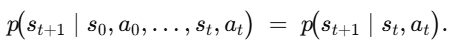 p(s_{t+1} | s_0, a_0, . . . , s_t, a_t) = p(s_{t+1} | s_t, a_t).